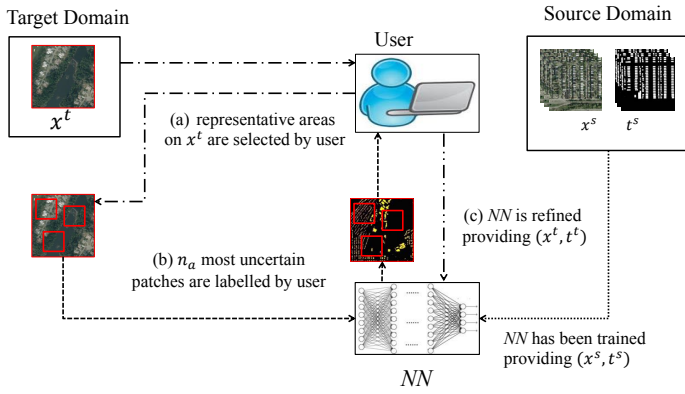 Target Domain
User
Source Domain
x^t
x^s t^s
(a) representative areas
on x^t are selected by user
(c) NN is refined
providing (x^t, t^t)
(b) n_a most uncertain
patches are labelled by user
NN has been trained
providing (x^s, t^s)
NN